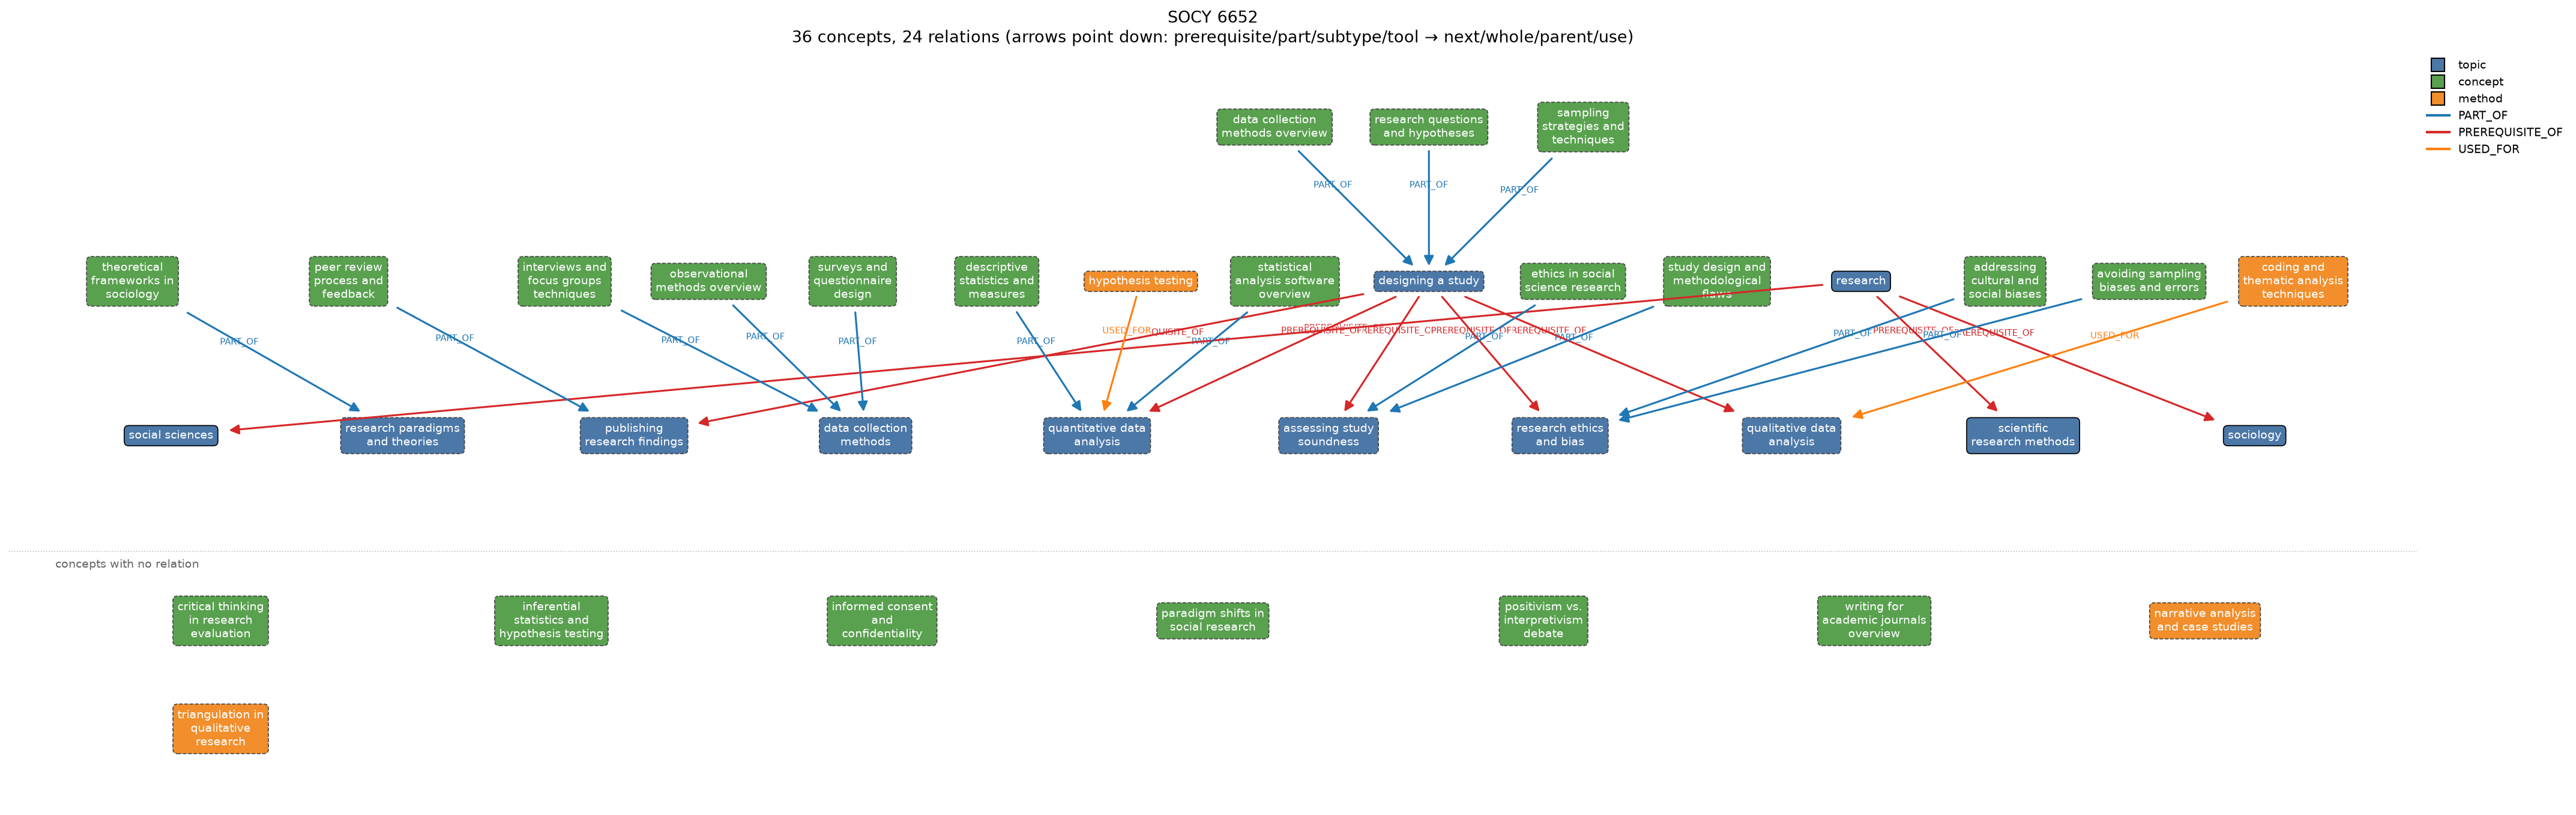 SOCY 6652
36 concepts, 24 relations (arrows point down: prerequisite/part/subtype/tool → next/whole/parent/use)
topic
concept
method
PART_OF
PREREQUISITE_OF
USED_FOR
data collection
methods overview
research questions
and hypotheses
sampling
strategies and
techniques
PART_OF
PART_OF
PART_OF
theoretical
frameworks in
sociology
peer review
process and
feedback
interviews and
focus groups
techniques
observational
methods overview
surveys and
questionnaire
design
descriptive
statistics and
measures
hypothesis testing
statistical
analysis software
overview
designing a study
ethics in social
science research
study design and
methodological
flaws
research
addressing
cultural and
social biases
avoiding sampling
biases and errors
coding and
thematic analysis
techniques
PART_OF
PART_OF
PART_OF
PART_OF
PART_OF
PART_OF
USED_FOR
PART_OF
PREREQUISITE_OF
PREREQUISITE_OF
PART_OF
PART_OF
PART_OF
PREREQUISITE_OF
PART_OF
PREREQUISITE_OF
USED_FOR
social sciences
research paradigms
and theories
publishing
research findings
data collection
methods
quantitative data
analysis
assessing study
soundness
research ethics
and bias
qualitative data
analysis
scientific
research methods
sociology
concepts with no relation
critical thinking
in research
evaluation
inferential
statistics and
hypothesis testing
informed consent
and
confidentiality
paradigm shifts in
social research
positivism vs.
interpretivism
debate
writing for
academic journals
overview
narrative analysis
and case studies
triangulation in
qualitative
research